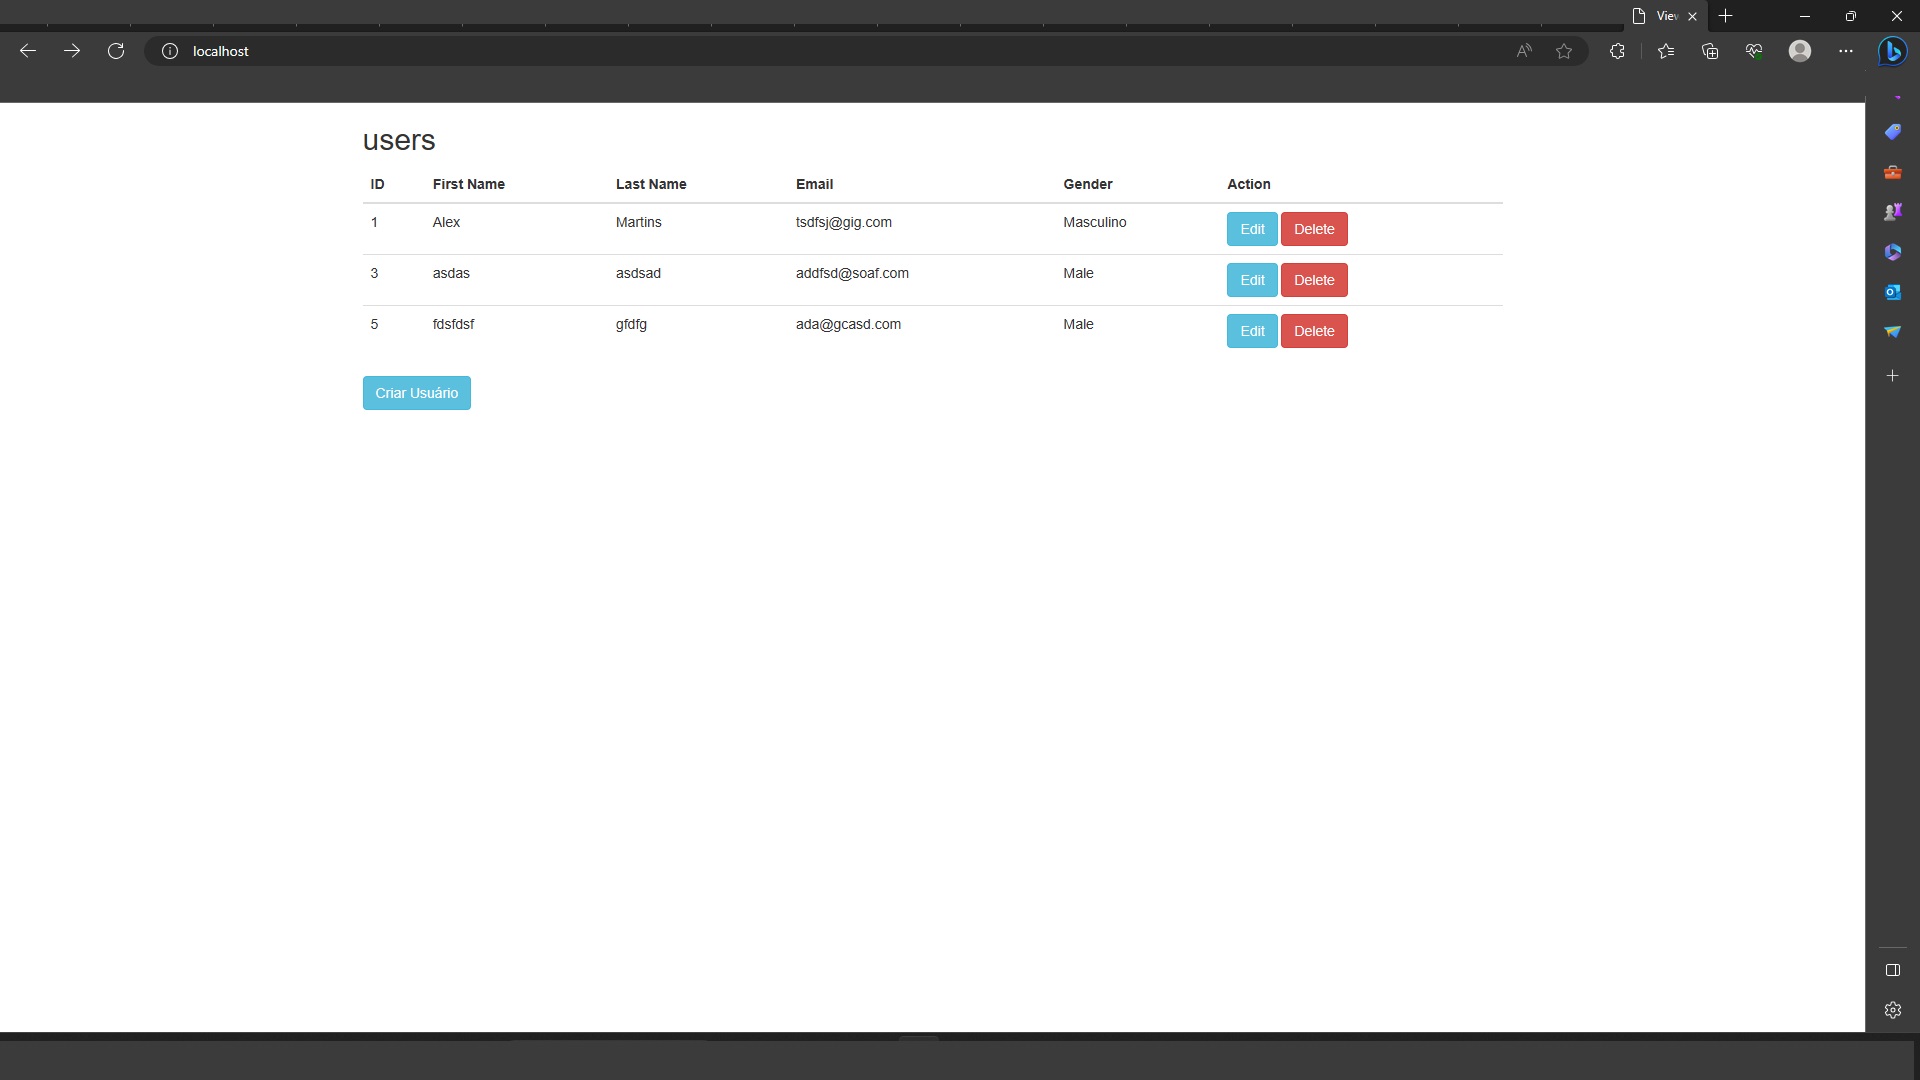 View
localhost
users
ID First Name Last Name Email Gender Action
1 Alex Martins tsdfsj@gig.com Masculino Edit Delete
3 asdas asdsad addfsd@soaf.com Male Edit Delete
5 fdsfdsf gfdfg ada@gcasd.com Male Edit Delete
Criar Usuário